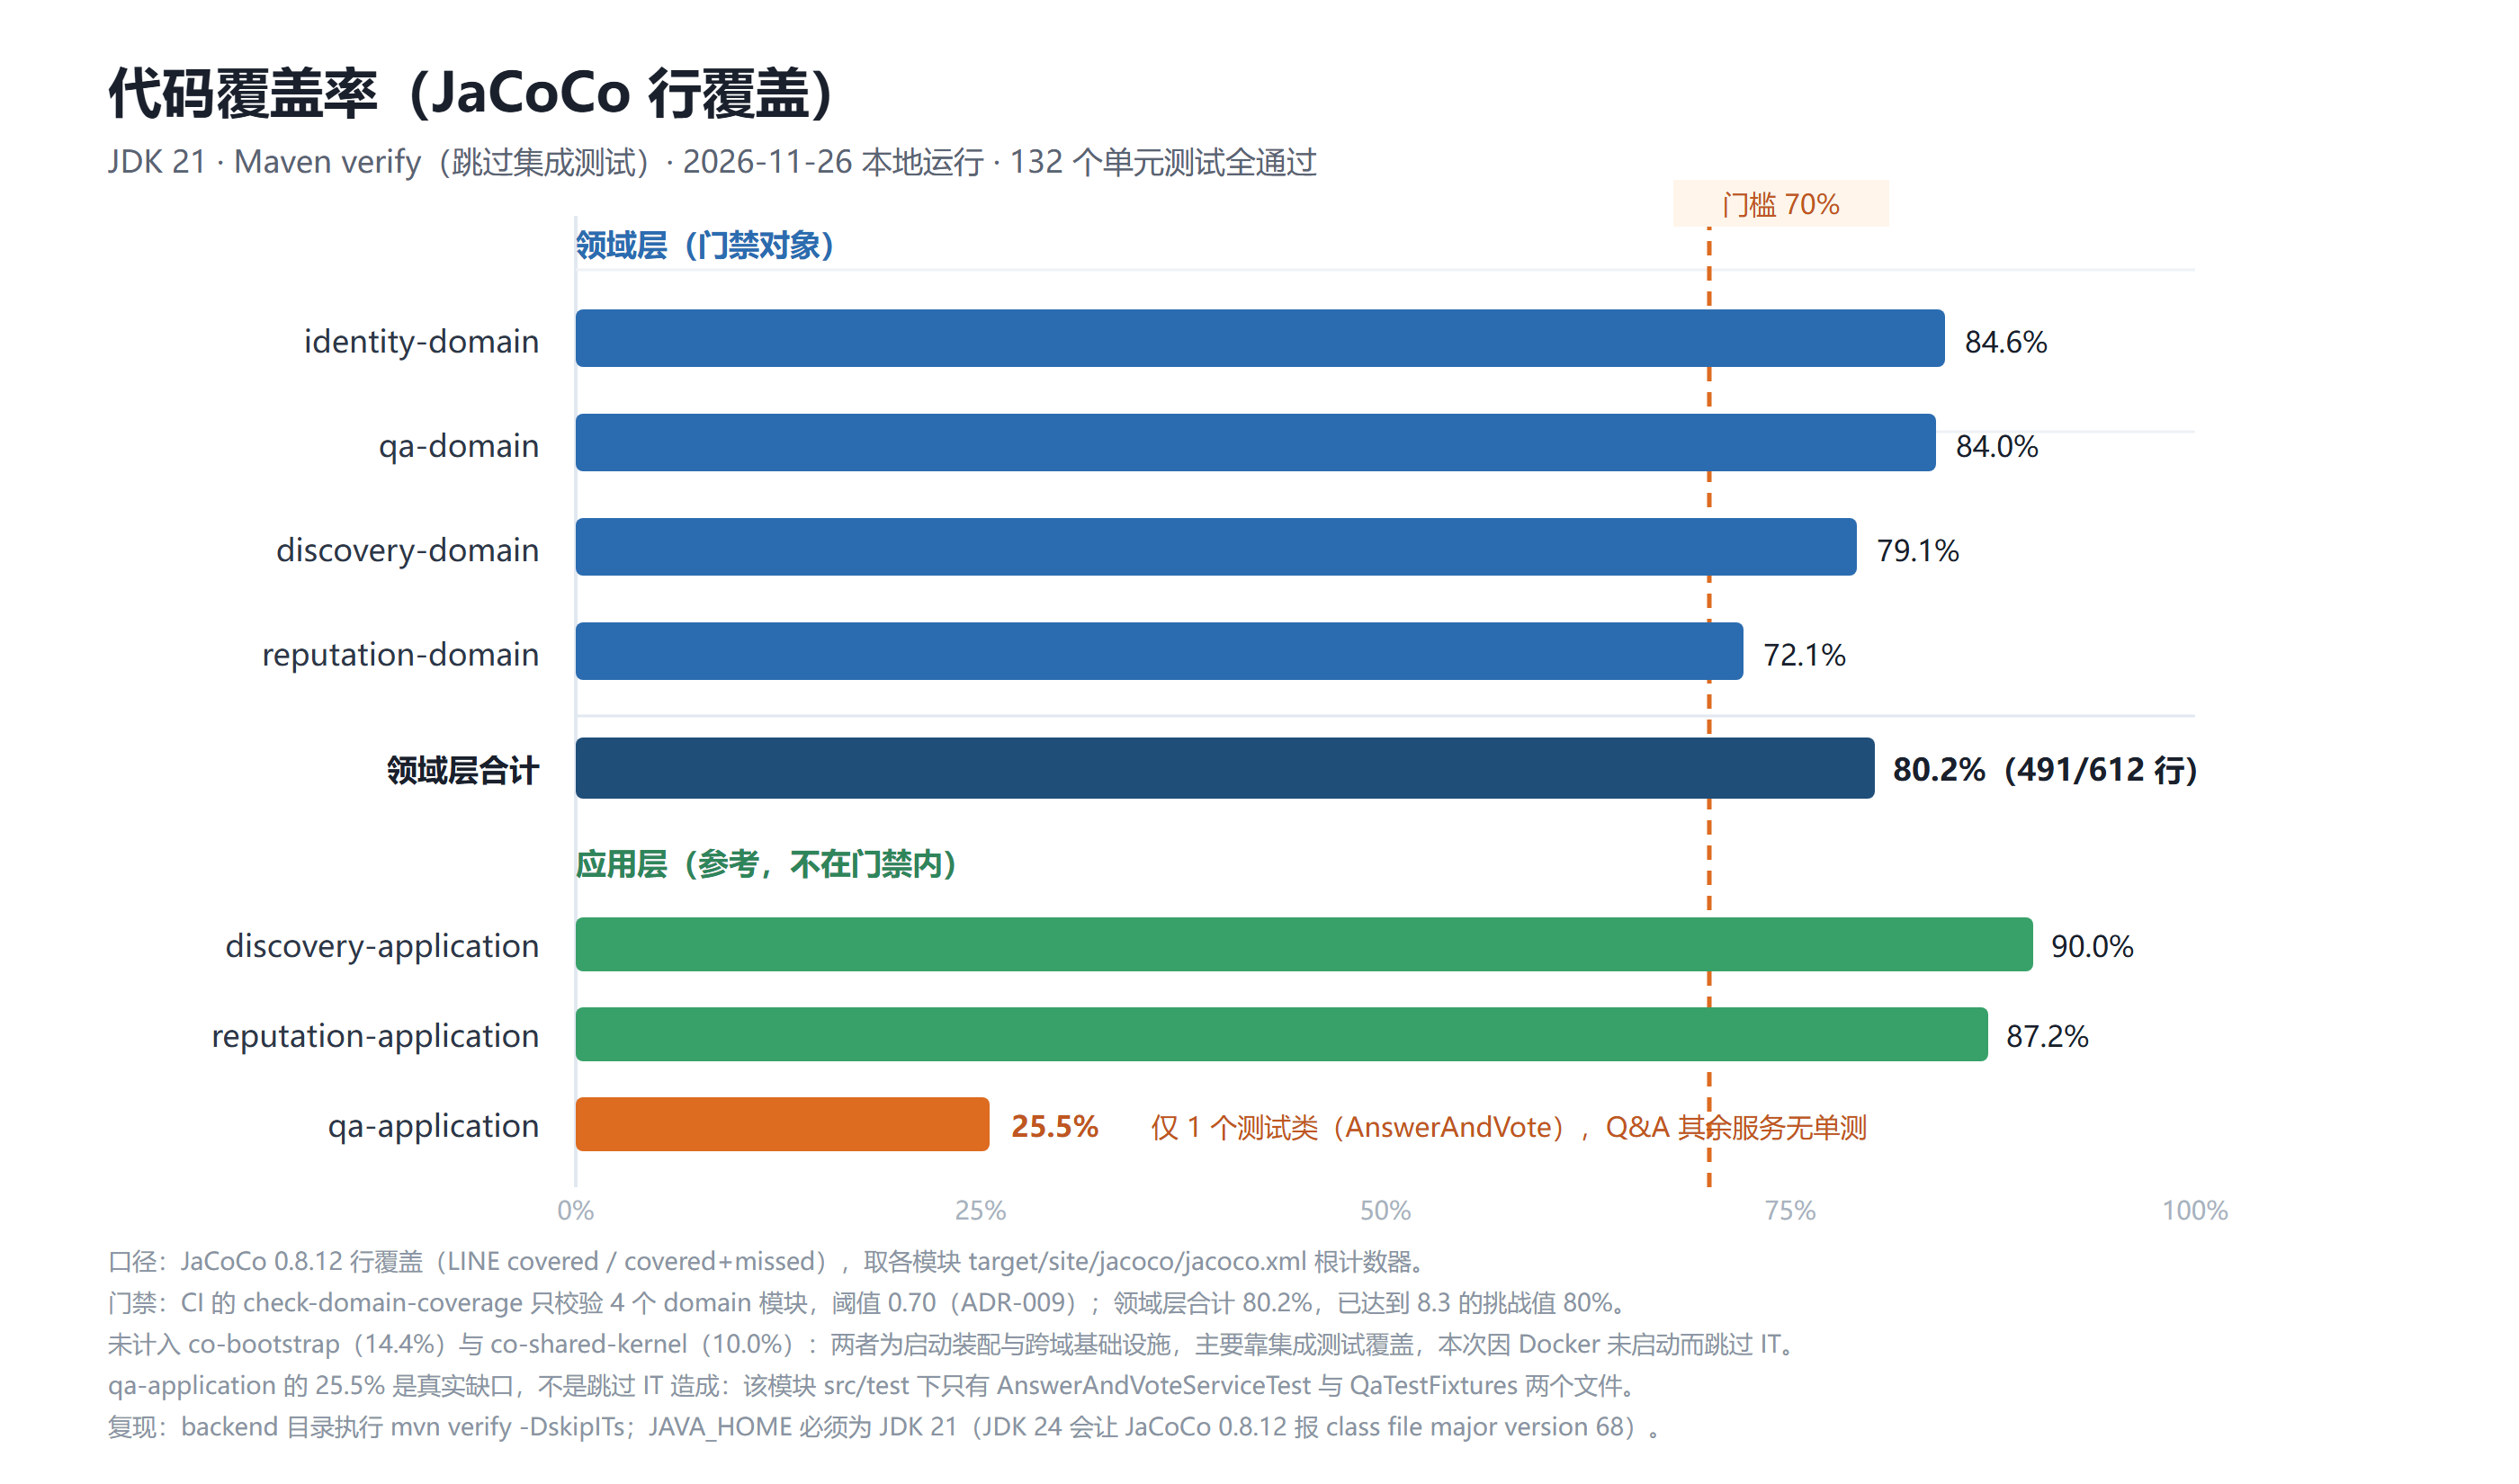 代码覆盖率（JaCoCo 行覆盖）
JDK 21 · Maven verify（跳过集成测试）· 2026-11-26 本地运行 · 132 个单元测试全通过
门槛 70%
领域层（门禁对象）
identity-domain 84.6%
qa-domain 84.0%
discovery-domain 79.1%
reputation-domain 72.1%
领域层合计 80.2%（491/612 行）
应用层（参考，不在门禁内）
discovery-application 90.0%
reputation-application 87.2%
qa-application 25.5% 仅 1 个测试类（AnswerAndVote），Q&A 其余服务无单测
0% 25% 50% 75% 100%
口径：JaCoCo 0.8.12 行覆盖（LINE covered / covered+missed），取各模块 target/site/jacoco/jacoco.xml 根计数器。
门禁：CI 的 check-domain-coverage 只校验 4 个 domain 模块，阈值 0.70（ADR-009）；领域层合计 80.2%，已达到 8.3 的挑战值 80%。
未计入 co-bootstrap（14.4%）与 co-shared-kernel（10.0%）：两者为启动装配与跨域基础设施，主要靠集成测试覆盖，本次因 Docker 未启动而跳过 IT。
qa-application 的 25.5% 是真实缺口，不是跳过 IT 造成：该模块 src/test 下只有 AnswerAndVoteServiceTest 与 QaTestFixtures 两个文件。
复现：backend 目录执行 mvn verify -DskipITs；JAVA_HOME 必须为 JDK 21（JDK 24 会让 JaCoCo 0.8.12 报 class file major version 68）。